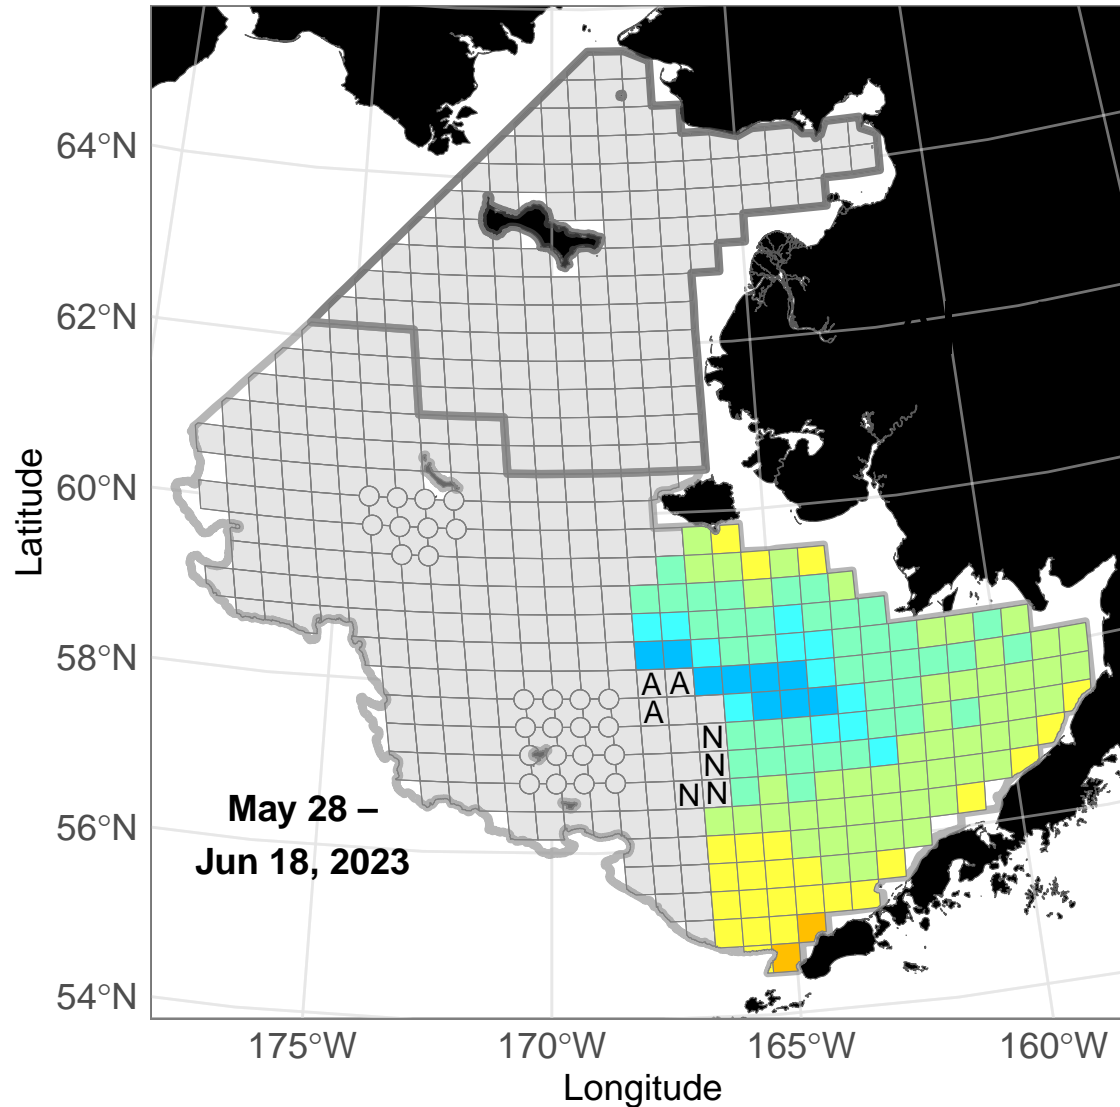 64°N
62°N
60°N
58°N
56°N
54°N
Latitude
A A
A
N
N
N N
May 28 –
Jun 18, 2023
175°W 170°W 165°W 160°W
Longitude